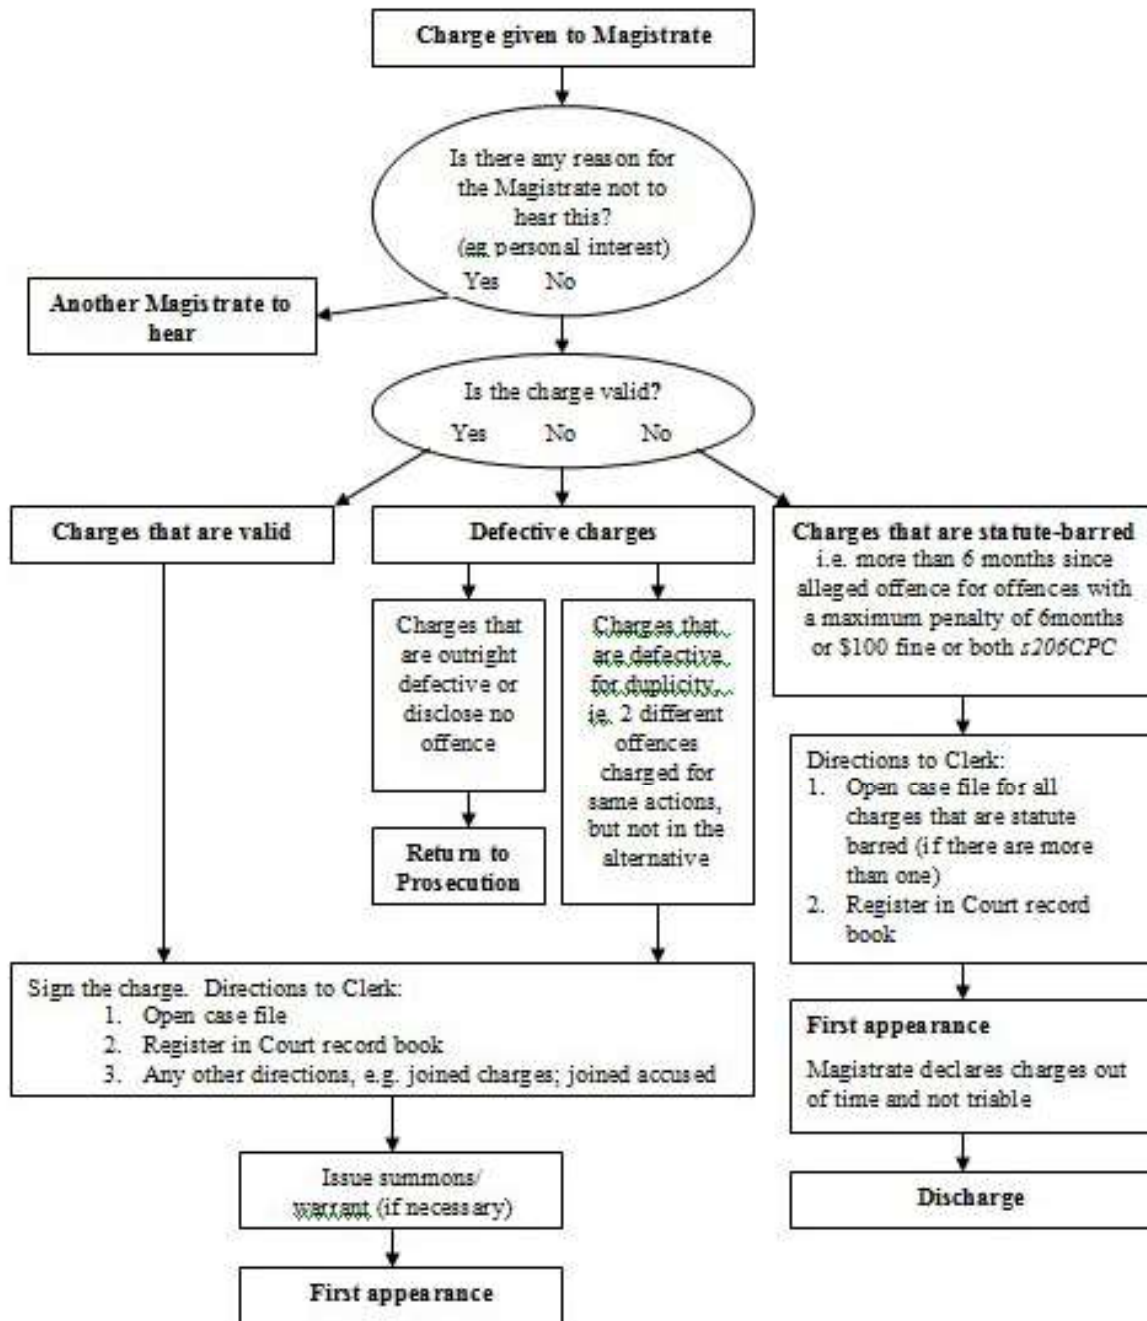 Charge given to Magistrate
Is there any reason for
the Magistrate not to
hear this?
(eg personal interest)
Yes No
Another Magistrate to
hear
Is the charge valid?
Yes No No
Charges that are valid
Defective charges
Charges that are statute-barred
i.e. more than 6 months since
alleged offence for offences with
a maximum penalty of 6months
or $100 fine or both s206CPC
Charges that
are outright
defective or
disclose no
offence
Charges that
are defective
for duplicity,
ie. 2 different
offences
charged for
same actions,
but not in the
alternative
Return to
Prosecution
Directions to Clerk:
1. Open case file for all
charges that are statute
barred (if there are more
than one)
2. Register in Court record
book
Sign the charge. Directions to Clerk:
1. Open case file
2. Register in Court record book
3. Any other directions, e.g. joined charges; joined accused
First appearance
Magistrate declares charges out
of time and not triable
Issue summons/
warrant (if necessary)
Discharge
First appearance